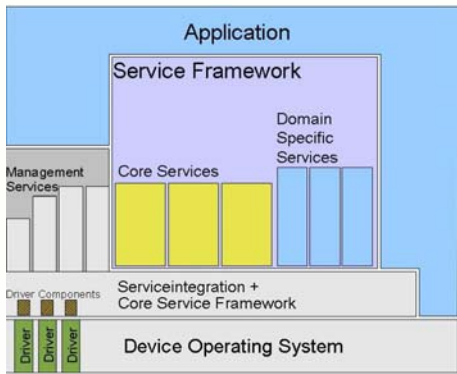 Application
Service Framework
Domain
Specific
Services
Management
Services
Core Services
Driver Components
Serviceintegration +
Core Service Framework
Driver
Driver
Driver
Device Operating System